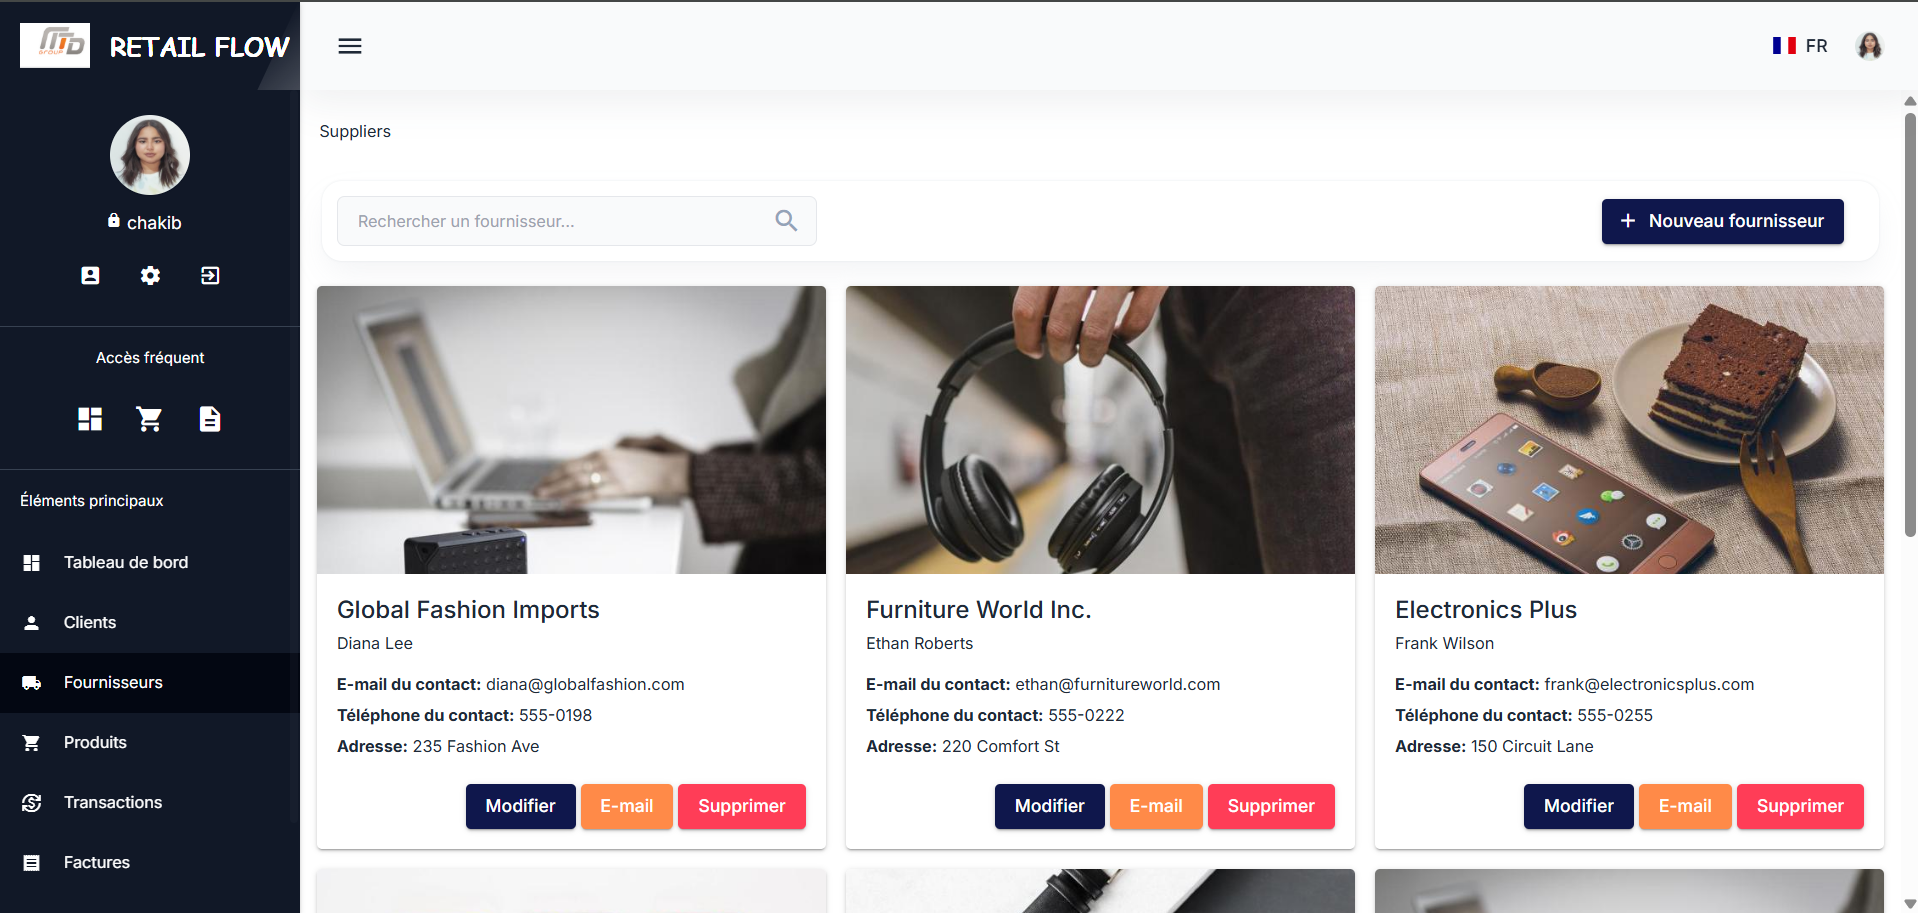 MTD
GROUP
RETAIL FLOW
FR
chakib
Accès fréquent
Éléments principaux
Tableau de bord
Clients
Fournisseurs
Produits
Transactions
Factures
Suppliers
Rechercher un fournisseur...
+ Nouveau fournisseur
Global Fashion Imports
Diana Lee
E-mail du contact: diana@globalfashion.com
Téléphone du contact: 555-0198
Adresse: 235 Fashion Ave
Modifier E-mail Supprimer
Furniture World Inc.
Ethan Roberts
E-mail du contact: ethan@furnitureworld.com
Téléphone du contact: 555-0222
Adresse: 220 Comfort St
Modifier E-mail Supprimer
Electronics Plus
Frank Wilson
E-mail du contact: frank@electronicsplus.com
Téléphone du contact: 555-0255
Adresse: 150 Circuit Lane
Modifier E-mail Supprimer